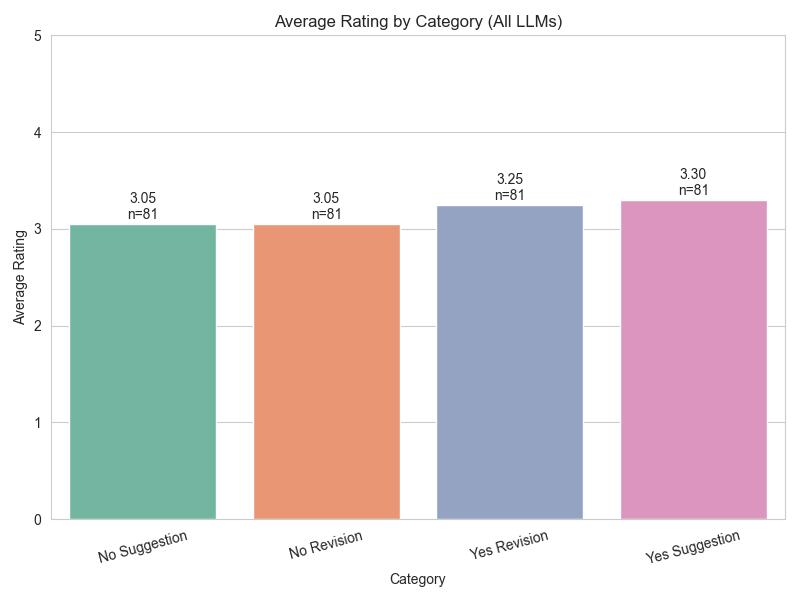 Average Rating by Category (All LLMs)
5
4
3
2
1
0
Average Rating
3.05
n=81
3.05
n=81
3.25
n=81
3.30
n=81
No Suggestion
No Revision
Yes Revision
Yes Suggestion
Category